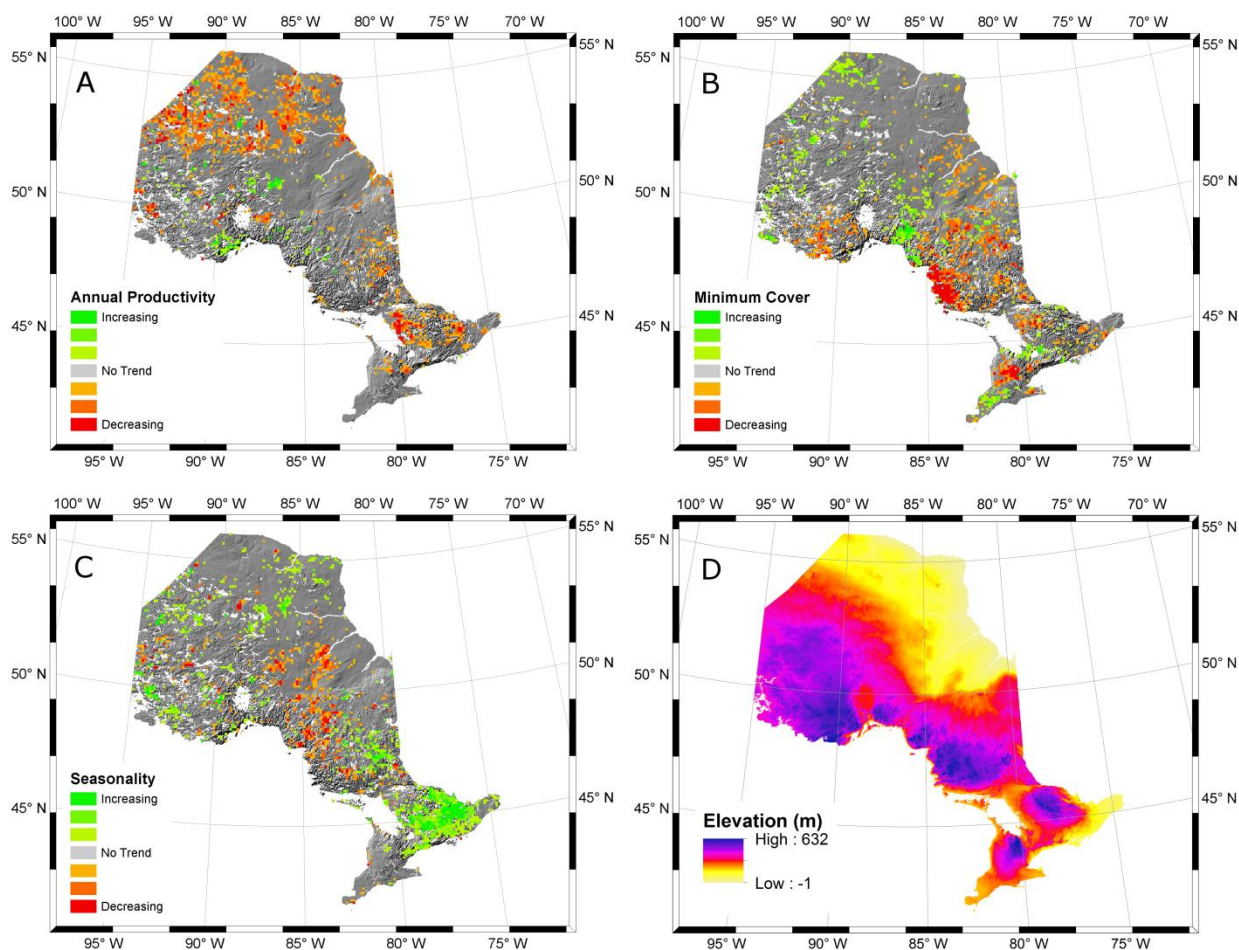 100° W 95° W 90° W 85° W 80° W 75° W 70° W
55° N 55° N
A
50° N 50° N
45° N 45° N
Annual Productivity
Increasing
No Trend
Decreasing
95° W 90° W 85° W 80° W 75° W
100° W 95° W 90° W 85° W 80° W 75° W 70° W
55° N 55° N
B
50° N 50° N
45° N 45° N
Minimum Cover
Increasing
No Trend
Decreasing
95° W 90° W 85° W 80° W 75° W
100° W 95° W 90° W 85° W 80° W 75° W 70° W
55° N 55° N
C
50° N 50° N
45° N 45° N
Seasonality
Increasing
No Trend
Decreasing
95° W 90° W 85° W 80° W 75° W
100° W 95° W 90° W 85° W 80° W 75° W 70° W
55° N 55° N
D
50° N 50° N
45° N 45° N
Elevation (m)
High : 632
Low : -1
95° W 90° W 85° W 80° W 75° W